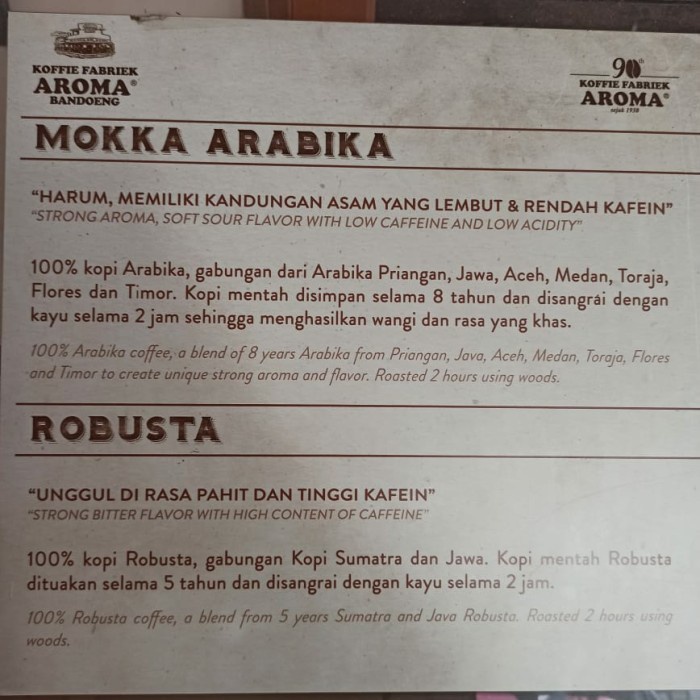 KOFFIE FABRIEK
AROMA®
BANDOENG
90
KOFFIE FABRIEK
AROMA®
sejak 1930
MOKKA ARABIKA
“HARUM, MEMILIKI KANDUNGAN ASAM YANG LEMBUT & RENDAH KAFEIN”
“STRONG AROMA, SOFT SOUR FLAVOR WITH LOW CAFFEINE AND LOW ACIDITY”
100% kopi Arabika, gabungan dari Arabika Priangan, Jawa, Aceh, Medan, Toraja,
Flores dan Timor. Kopi mentah disimpan selama 8 tahun dan disangrai dengan
kayu selama 2 jam sehingga menghasilkan wangi dan rasa yang khas.
100% Arabika coffee, a blend of 8 years Arabika from Priangan, Java, Aceh, Medan, Toraja, Flores
and Timor to create unique strong aroma and flavor. Roasted 2 hours using woods.
ROBUSTA
“UNGGUL DI RASA PAHIT DAN TINGGI KAFEIN”
“STRONG BITTER FLAVOR WITH HIGH CONTENT OF CAFFEINE”
100% kopi Robusta, gabungan Kopi Sumatra dan Jawa. Kopi mentah Robusta
dituakan selama 5 tahun dan disangrai dengan kayu selama 2 jam.
100% Robusta coffee, a blend from 5 years Sumatra and Java Robusta. Roasted 2 hours using
woods.